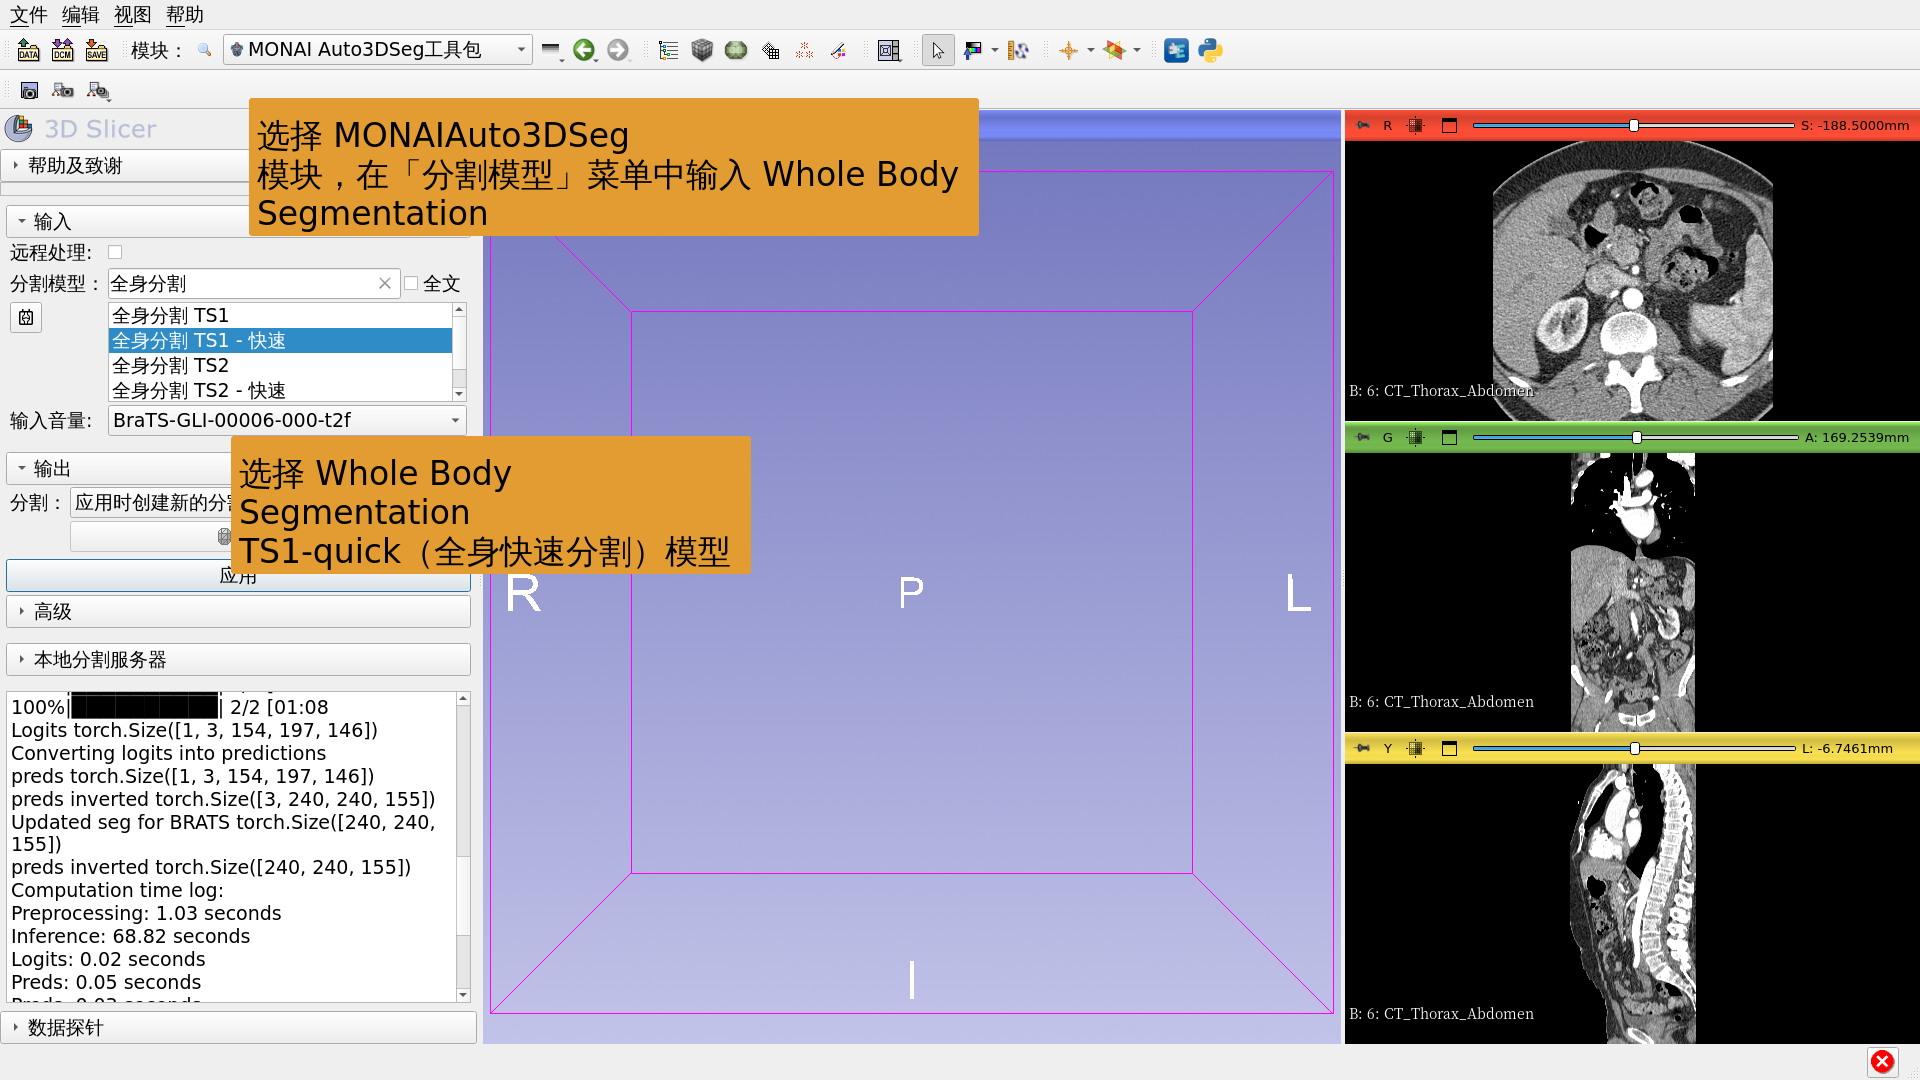 文件 编辑 视图 帮助
DATA DCM SAVE 模块： MONAI Auto3DSeg工具包
3D Slicer
选择 MONAIAuto3DSeg
模块，在「分割模型」菜单中输入 Whole Body
Segmentation
帮助及致谢
输入
远程处理:
分割模型： 全身分割 全文
全身分割 TS1
全身分割 TS1 - 快速
全身分割 TS2
全身分割 TS2 - 快速
输入音量: BraTS-GLI-00006-000-t2f
选择 Whole Body
Segmentation
TS1-quick（全身快速分割）模型
输出
分割： 应用时创建新的分
应用
高级
本地分割服务器
100%| 2/2 [01:08
Logits torch.Size([1, 3, 154, 197, 146])
Converting logits into predictions
preds torch.Size([1, 3, 154, 197, 146])
preds inverted torch.Size([3, 240, 240, 155])
Updated seg for BRATS torch.Size([240, 240,
155])
preds inverted torch.Size([240, 240, 155])
Computation time log:
Preprocessing: 1.03 seconds
Inference: 68.82 seconds
Logits: 0.02 seconds
Preds: 0.05 seconds
数据探针
R P L
I
R S: -188.5000mm
B: 6: CT_Thorax_Abdomen
G A: 169.2539mm
B: 6: CT_Thorax_Abdomen
Y L: -6.7461mm
B: 6: CT_Thorax_Abdomen